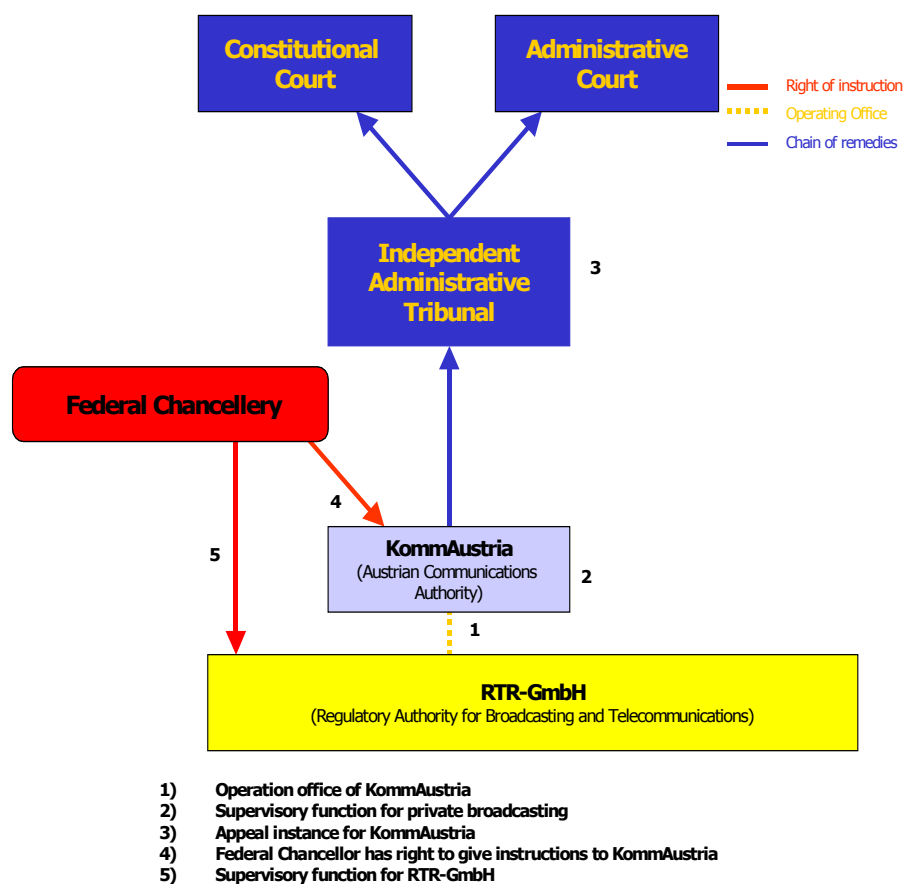 Constitutional
Court
Administrative
Court
Right of instruction
Operating Office
Chain of remedies
Independent
Administrative
Tribunal
3
Federal Chancellery
4
5
KommAustria
(Austrian Communications
Authority)
2
1
RTR-GmbH
(Regulatory Authority for Broadcasting and Telecommunications)
1) Operation office of KommAustria
2) Supervisory function for private broadcasting
3) Appeal instance for KommAustria
4) Federal Chancellor has right to give instructions to KommAustria
5) Supervisory function for RTR-GmbH